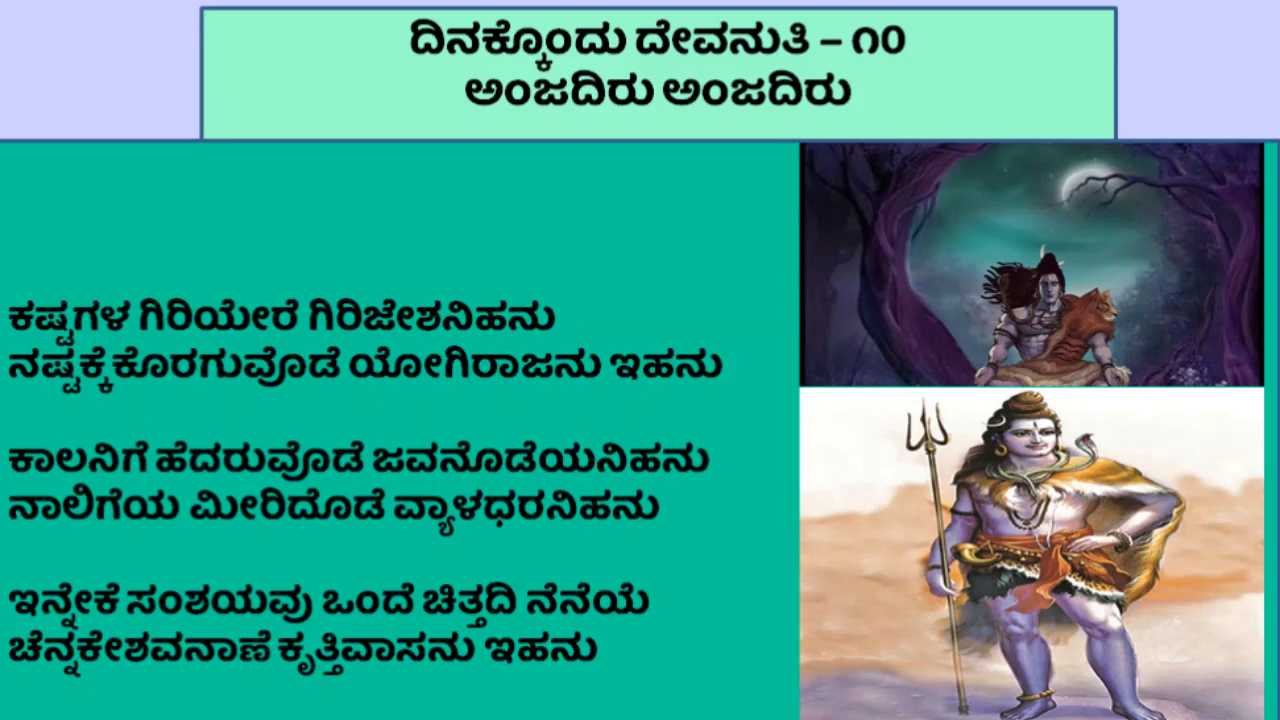 ದಿನಕ್ಕೊಂದು ದೇವನುತಿ – ೧೦
ಅಂಜದಿರು ಅಂಜದಿರು
ಕಷ್ಟಗಳ ಗಿರಿಯೇರೆ ಗಿರಿಜೇಶನಿಹನು
ನಷ್ಟಕ್ಕೆಕೊರಗುವೊಡೆ ಯೋಗಿರಾಜನು ಇಹನು
ಕಾಲನಿಗೆ ಹೆದರುವೊಡೆ ಜವನೊಡೆಯನಿಹನು
ನಾಲಿಗೆಯ ಮೀರಿದೊಡೆ ವ್ಯಾಳಧರನಿಹನು
ಇನ್ನೇಕೆ ಸಂಶಯವು ಒಂದೆ ಚಿತ್ತದಿ ನೆನೆಯೆ
ಚೆನ್ನಕೇಶವನಾಣೆ ಕೃತ್ತಿವಾಸನು ಇಹನು